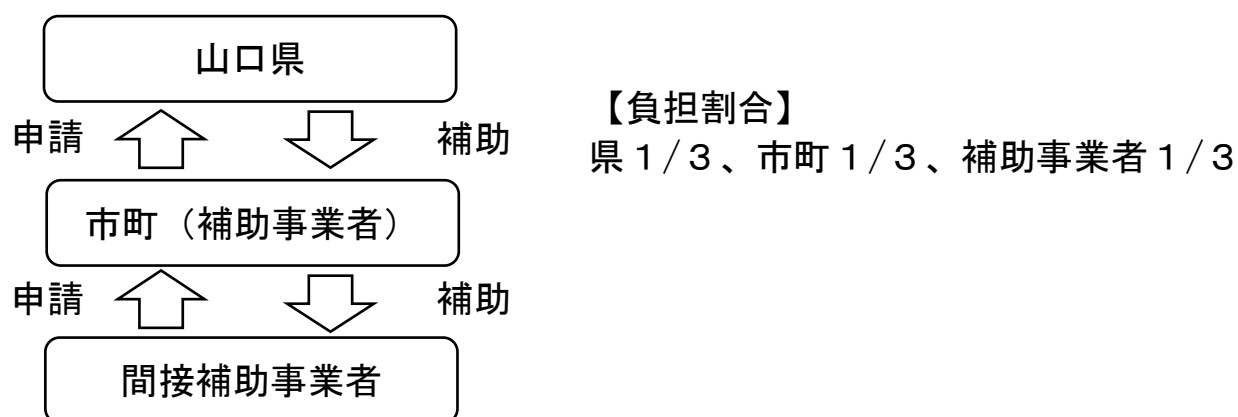 山口県
申請 補助
【負担割合】
県１/３、市町１/３、補助事業者１/３
市町（補助事業者）
申請 補助
間接補助事業者